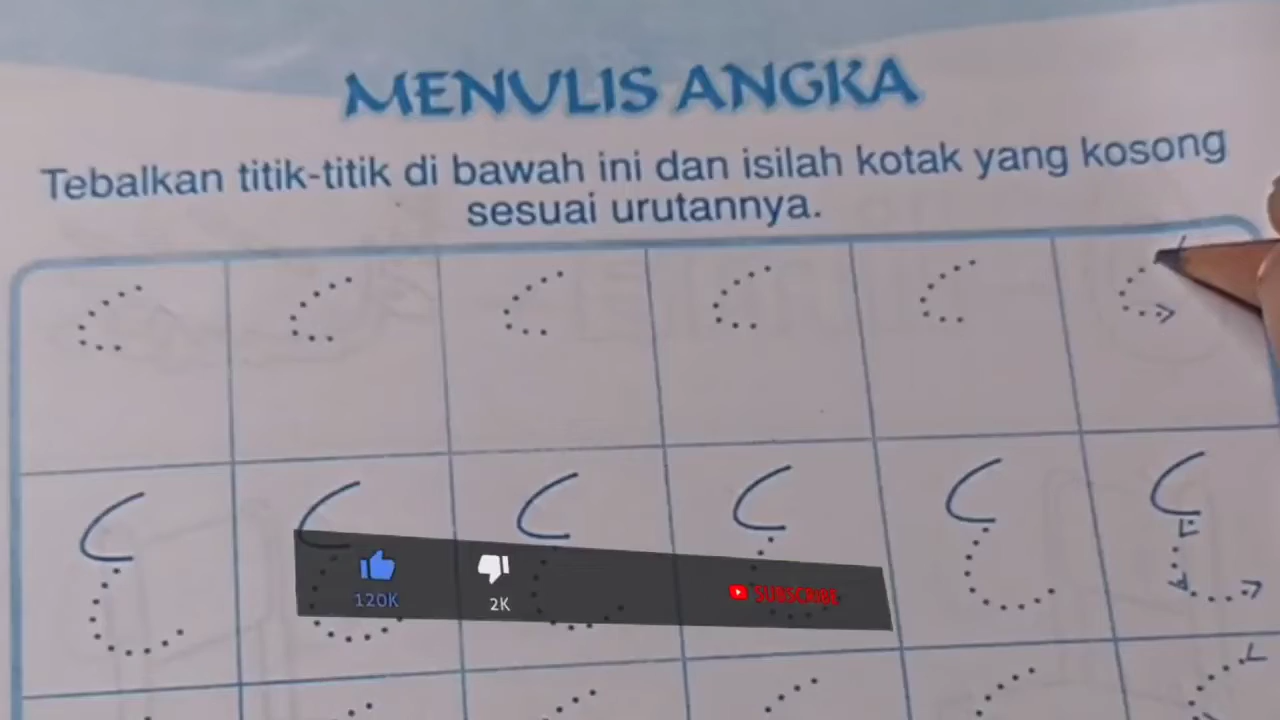 MENULIS ANGKA
Tebalkan titik-titik di bawah ini dan isilah kotak yang kosong
sesuai urutannya.
120K
2K
SUBSCRIBE